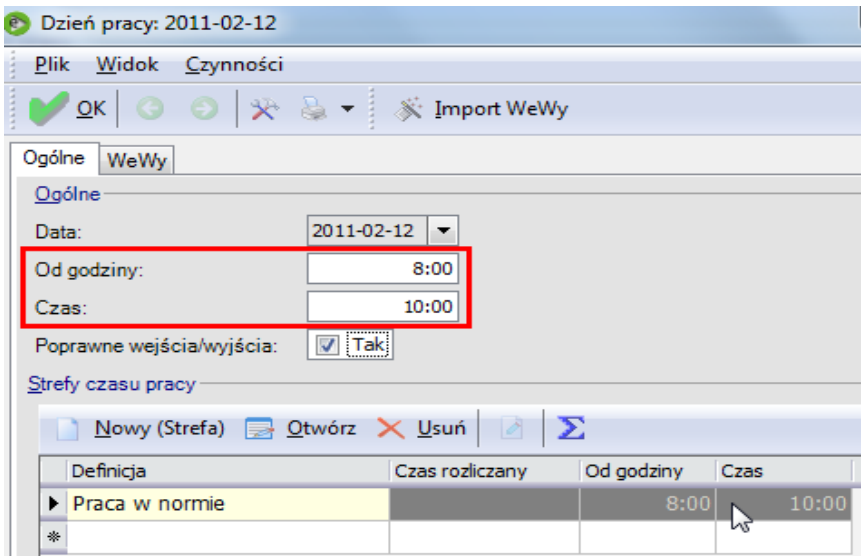 Dzień pracy: 2011-02-12
Plik Widok Czynności
OK Import WeWy
Ogólne WeWy
Ogólne
Data: 2011-02-12
Od godziny: 8:00
Czas: 10:00
Poprawne wejścia/wyjścia: Tak
Strefy czasu pracy
Nowy (Strefa) Otwórz Usuń Σ
Definicja Czas rozliczany Od godziny Czas
Praca w normie 8:00 10:00